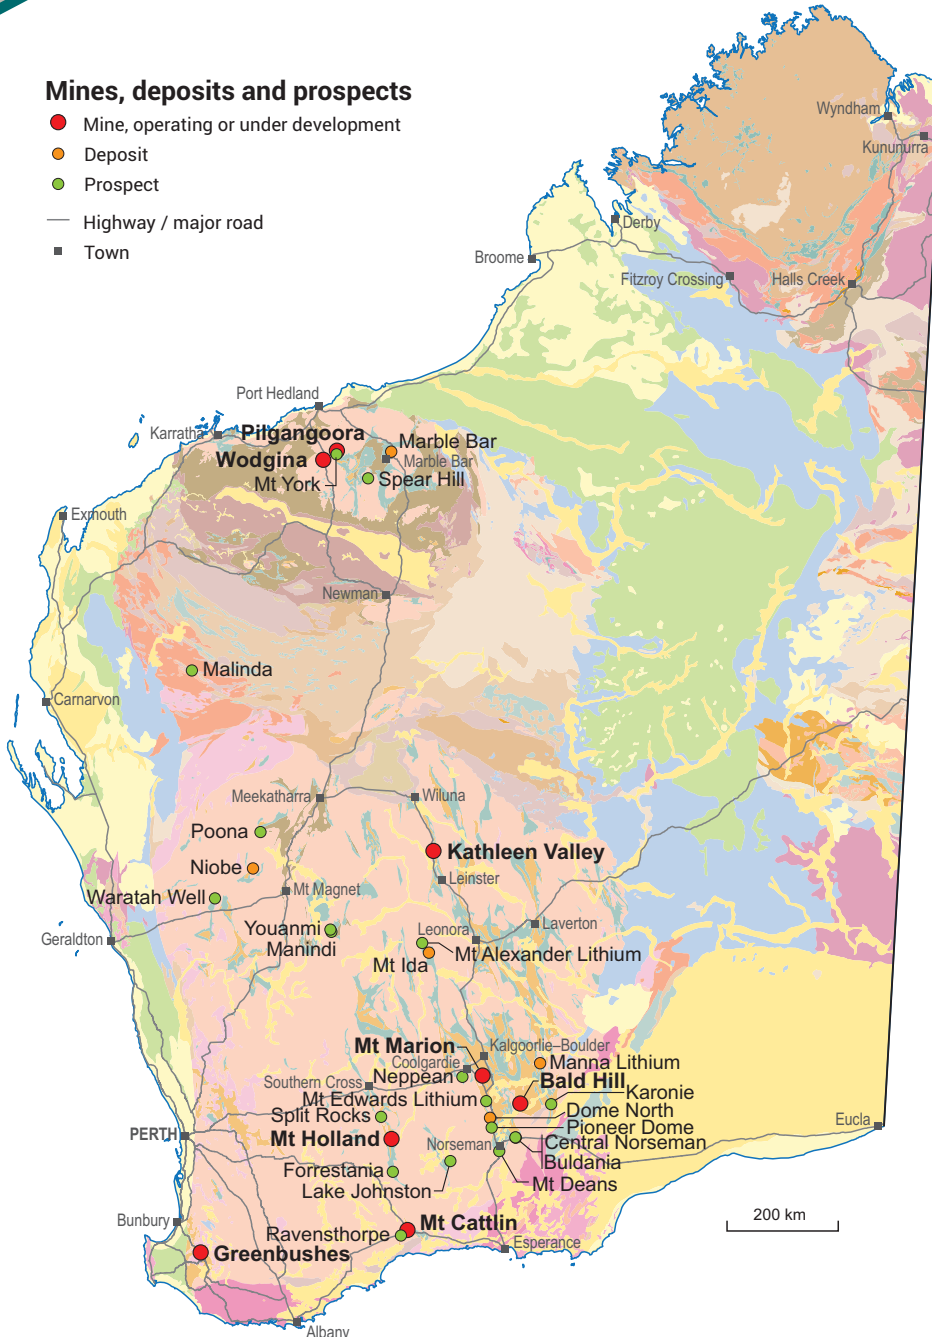 Mines, deposits and prospects
Mine, operating or under development
Deposit
Prospect
Highway / major road
Town
Wyndham
Kununurra
Derby
Broome
Fitzroy Crossing
Halls Creek
Port Hedland
Karratha
Pilgangoora
Marble Bar
Wodgina
Marble Bar
Mt York
Spear Hill
Exmouth
Newman
Malinda
Carnarvon
Meekatharra
Wiluna
Poona
Kathleen Valley
Niobe
Leinster
Mt Magnet
Waratah Well
Youanmi
Leonora
Laverton
Geraldton
Manindi
Mt Alexander Lithium
Mt Ida
Mt Marion
Kalgoorlie–Boulder
Coolgardie
Manna Lithium
Neppean
Southern Cross
Bald Hill
Karonie
Mt Edwards Lithium
Split Rocks
Dome North
Pioneer Dome
Eucla
PERTH
Mt Holland
Norseman
Central Norseman
Buldania
Forrestania
Mt Deans
Lake Johnston
200 km
Bunbury
Mt Cattlin
Ravensthorpe
Esperance
Greenbushes
Albany